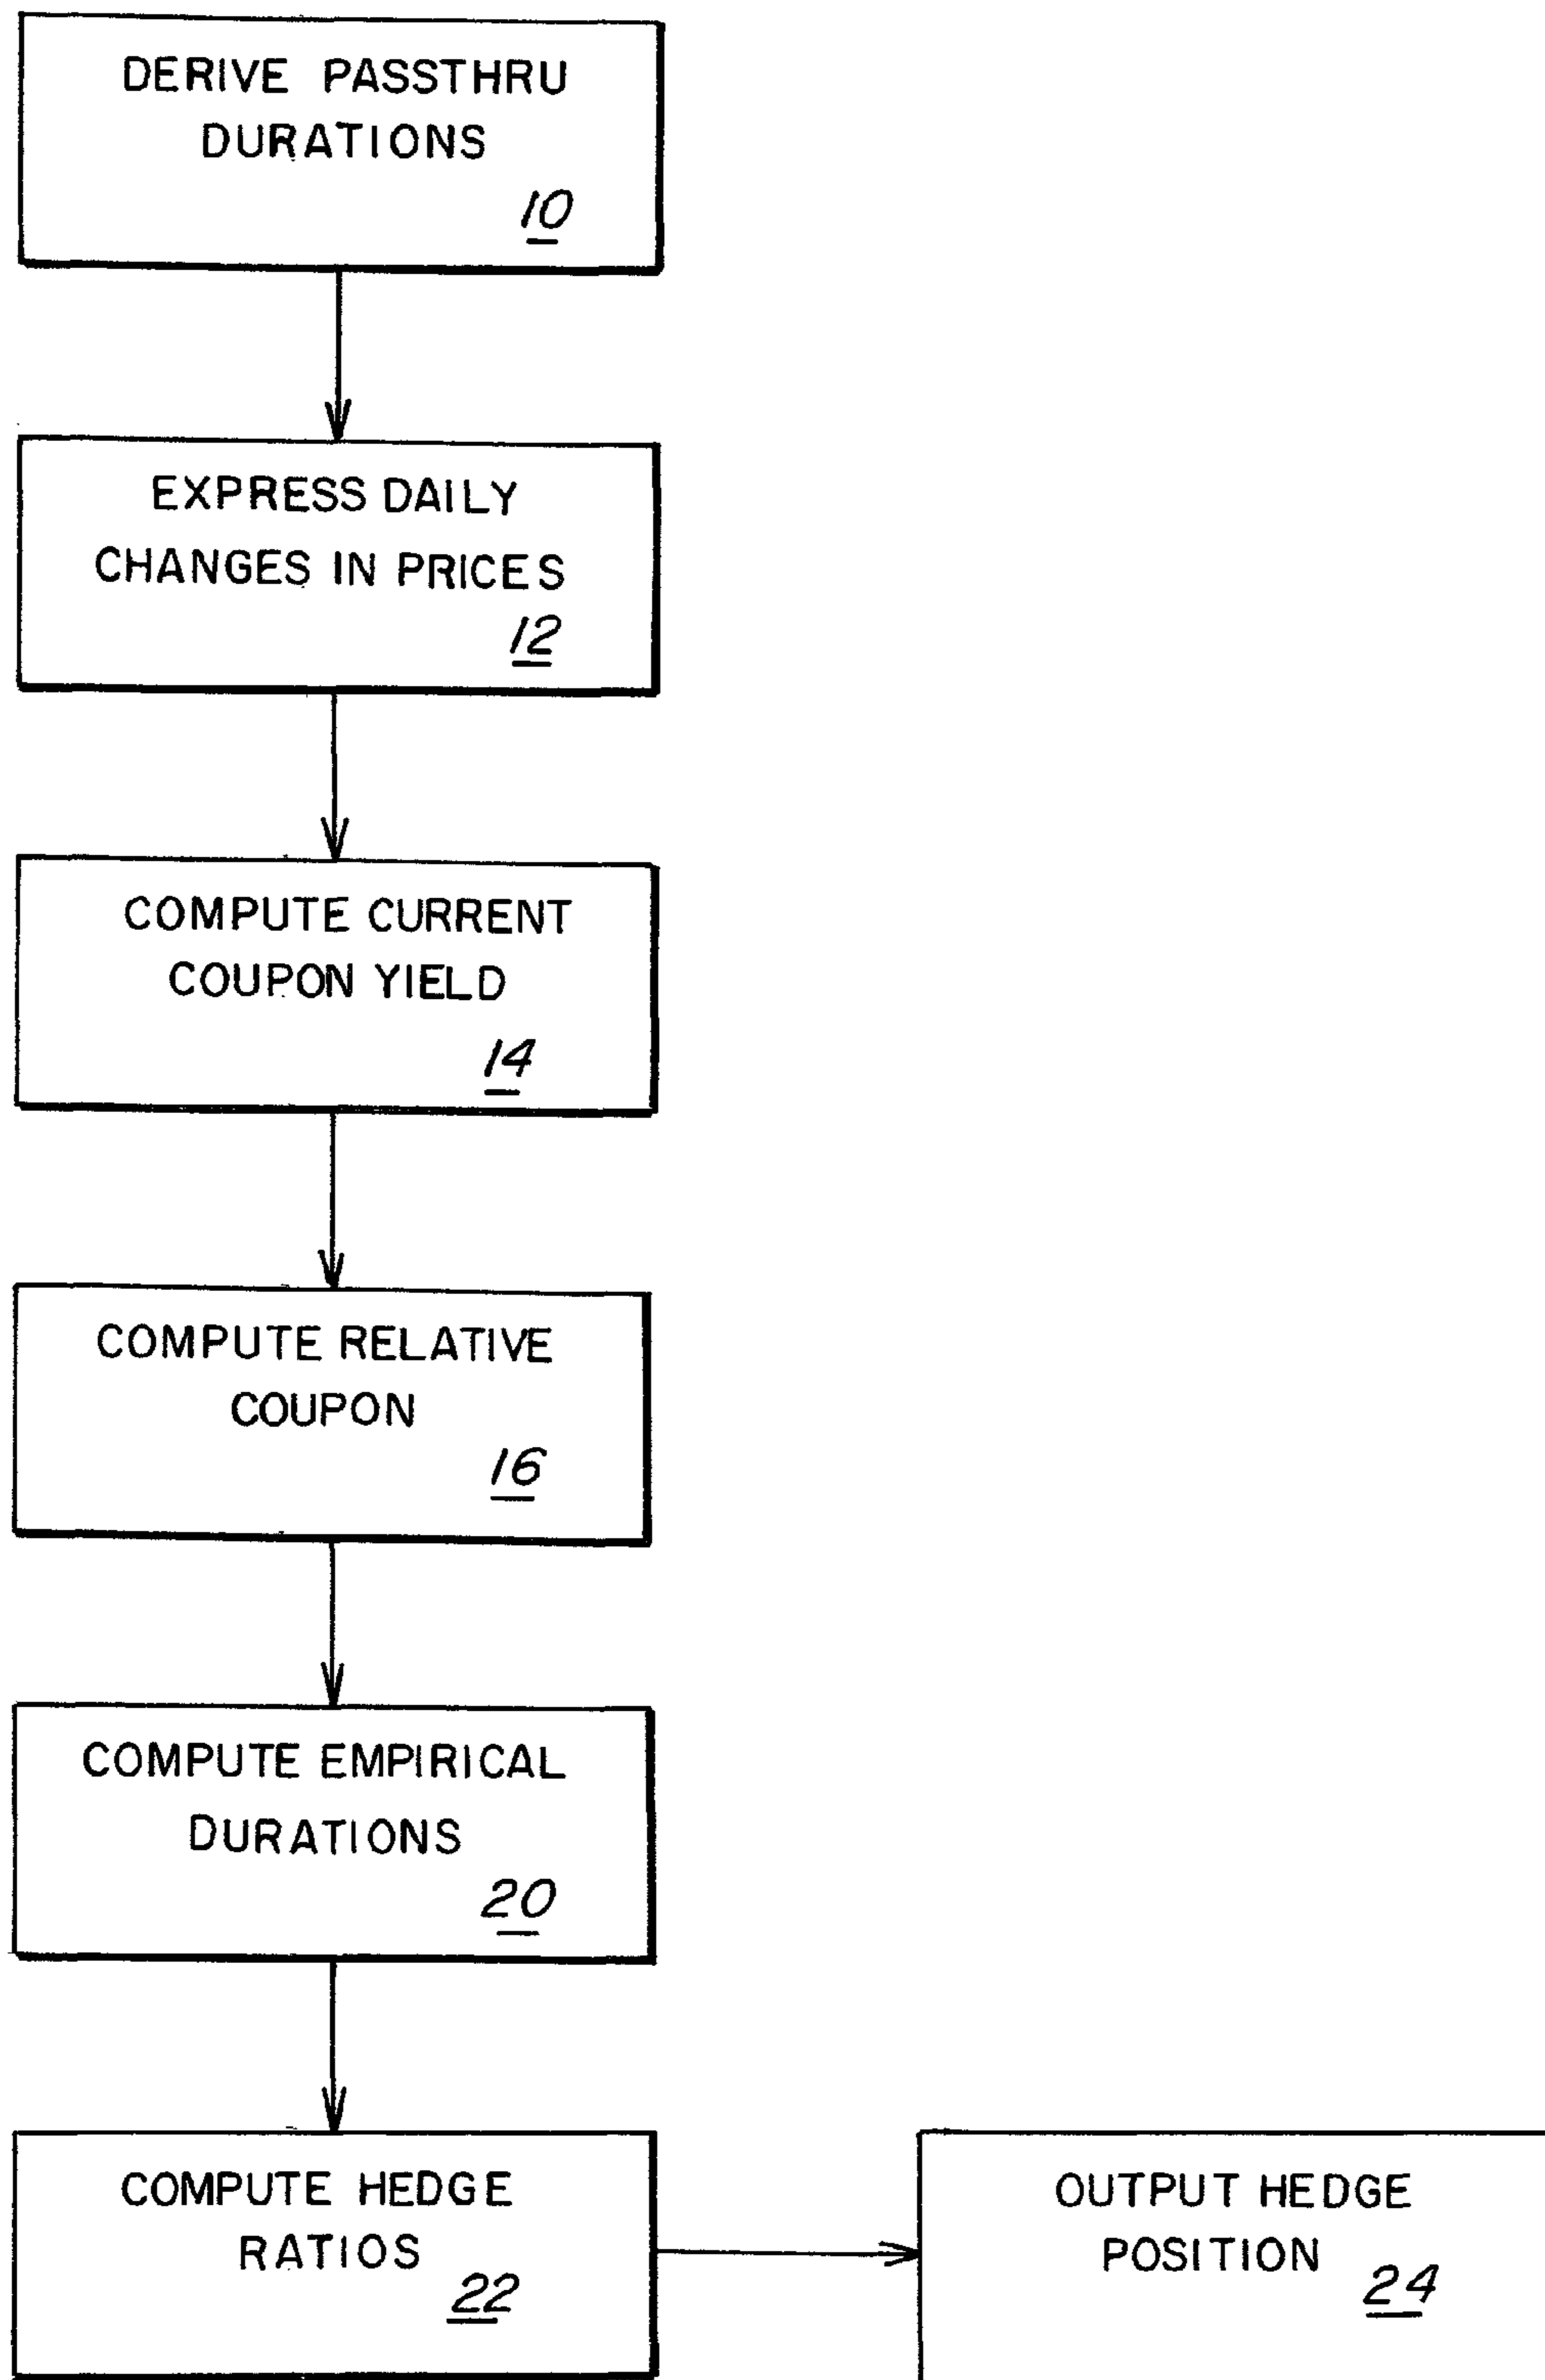 DERIVE PASSTHRU
DURATIONS
10
EXPRESS DAILY
CHANGES IN PRICES
12
COMPUTE CURRENT
COUPON YIELD
14
COMPUTE RELATIVE
COUPON
16
COMPUTE EMPIRICAL
DURATIONS
20
COMPUTE HEDGE
RATIOS
22
OUTPUT HEDGE
POSITION
24